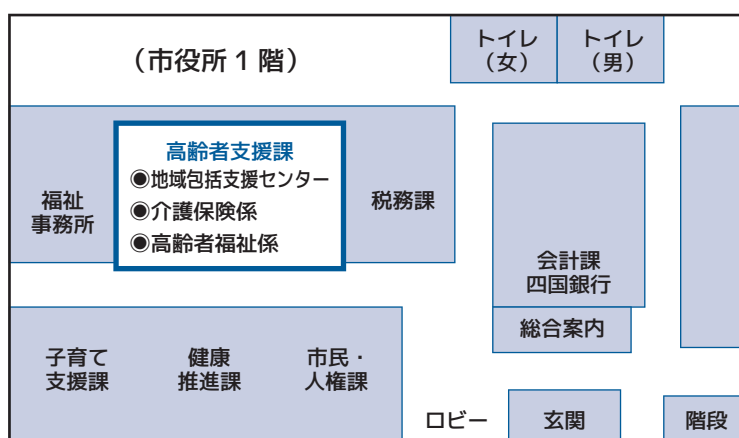 （市役所 1 階）
トイレ
（女）
トイレ
（男）
福祉
事務所
高齢者支援課
◉地域包括支援センター
◉介護保険係
◉高齢者福祉係
税務課
会計課
四国銀行
総合案内
子育て
支援課
健康
推進課
市民・
人権課
ロビー
玄関
階段